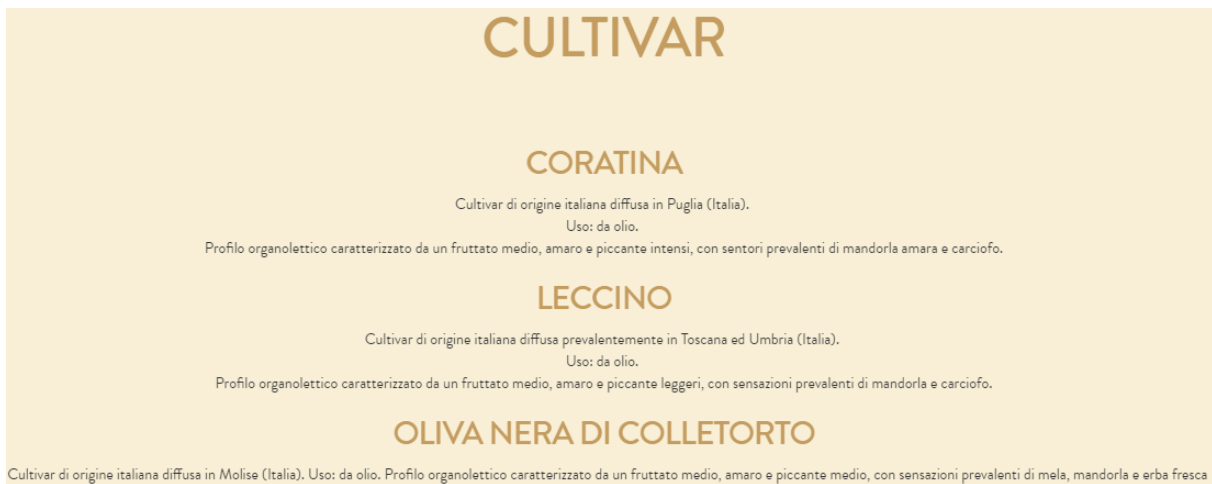 CULTIVAR
CORATINA
Cultivar di origine italiana diffusa in Puglia (Italia).
Uso: da olio.
Profilo organolettico caratterizzato da un fruttato medio, amaro e piccante intensi, con sentori prevalenti di mandorla amara e carciofo.
LECCINO
Cultivar di origine italiana diffusa prevalentemente in Toscana ed Umbria (Italia).
Uso: da olio.
Profilo organolettico caratterizzato da un fruttato medio, amaro e piccante leggeri, con sensazioni prevalenti di mandorla e carciofo.
OLIVA NERA DI COLLETORTO
Cultivar di origine italiana diffusa in Molise (Italia). Uso: da olio. Profilo organolettico caratterizzato da un fruttato medio, amaro e piccante medio, con sensazioni prevalenti di mela, mandorla e erba fresca